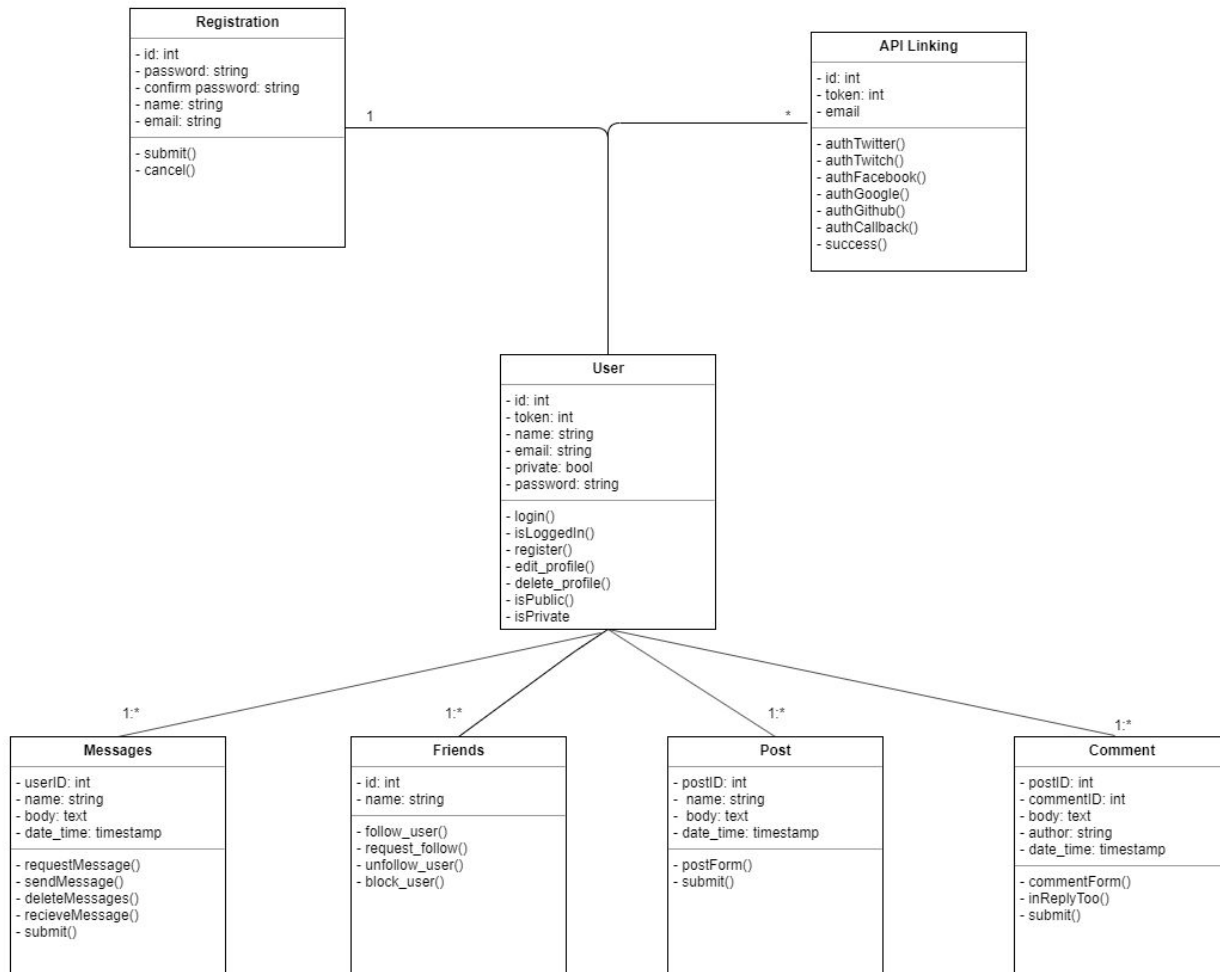 Registration
- id: int
- password: string
- confirm password: string
- name: string
- email: string
- submit()
- cancel()
1
*
API Linking
- id: int
- token: int
- email
- authTwitter()
- authTwitch()
- authFacebook()
- authGoogle()
- authGithub()
- authCallback()
- success()
User
- id: int
- token: int
- name: string
- email: string
- private: bool
- password: string
- login()
- isLoggedIn()
- register()
- edit_profile()
- delete_profile()
- isPublic()
- isPrivate
1:*
1:*
1:*
1:*
Messages
- userID: int
- name: string
- body: text
- date_time: timestamp
- requestMessage()
- sendMessage()
- deleteMessages()
- recieveMessage()
- submit()
Friends
- id: int
- name: string
- follow_user()
- request_follow()
- unfollow_user()
- block_user()
Post
- postID: int
- name: string
- body: text
- date_time: timestamp
- postForm()
- submit()
Comment
- postID: int
- commentID: int
- body: text
- author: string
- date_time: timestamp
- commentForm()
- inReplyToo()
- submit()